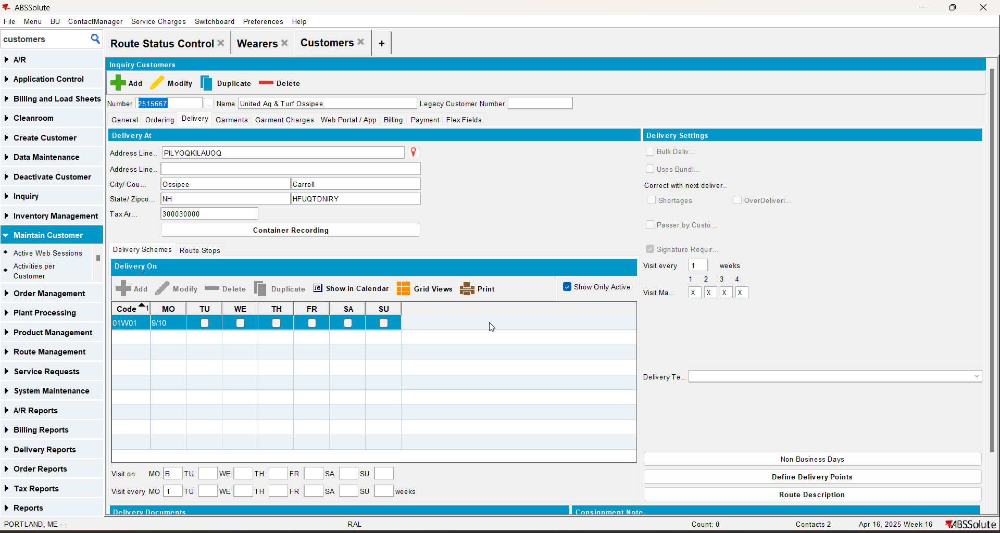 ABSSolute
File Menu BU ContactManager Service Charges Switchboard Preferences Help
customers
Route Status Control Wearers Customers +
A/R
Application Control
Billing and Load Sheets
Cleanroom
Create Customer
Data Maintenance
Deactivate Customer
Inquiry
Inventory Management
Maintain Customer
Active Web Sessions
Activities per
Customer
Order Management
Plant Processing
Product Management
Route Management
Service Requests
System Maintenance
A/R Reports
Billing Reports
Delivery Reports
Order Reports
Tax Reports
Reports
Inquiry Customers
Add Modify Duplicate Delete
Number 2515667 ... Name United Ag & Turf Ossipee Legacy Customer Number
General Ordering Delivery Garments Garment Charges Web Portal / App Billing Payment Flex Fields
Delivery At
Address Line.. PILYOQKILAUOQ
Address Line..
City/ Cou... Ossipee Carroll
State/ Zipco... NH HFUQTDNIRY
Tax Ar... 300030000
Container Recording
Delivery Schemes Route Stops
Delivery On
Add Modify Delete Duplicate 16 Show in Calendar Grid Views Print Show Only Active
Code 1 MO TU WE TH FR SA SU
01W01 9/10
Visit on MO B TU WE TH FR SA SU
Visit every MO 1 TU WE TH FR SA SU weeks
Delivery Settings
Bulk Deliv...
Uses Bundl...
Correct with next deliver..
Shortages OverDeliveri...
Passer by Custo...
Signature Requir...
Visit every 1 weeks
1 2 3 4
Visit Ma... X X X X
Delivery Te...
Non Business Days
Define Delivery Points
Route Description
Delivery Documents Consignment Note
PORTLAND, ME - - RAL Count: 0 Contacts 2 Apr 16, 2025 Week 16 ABSSolute